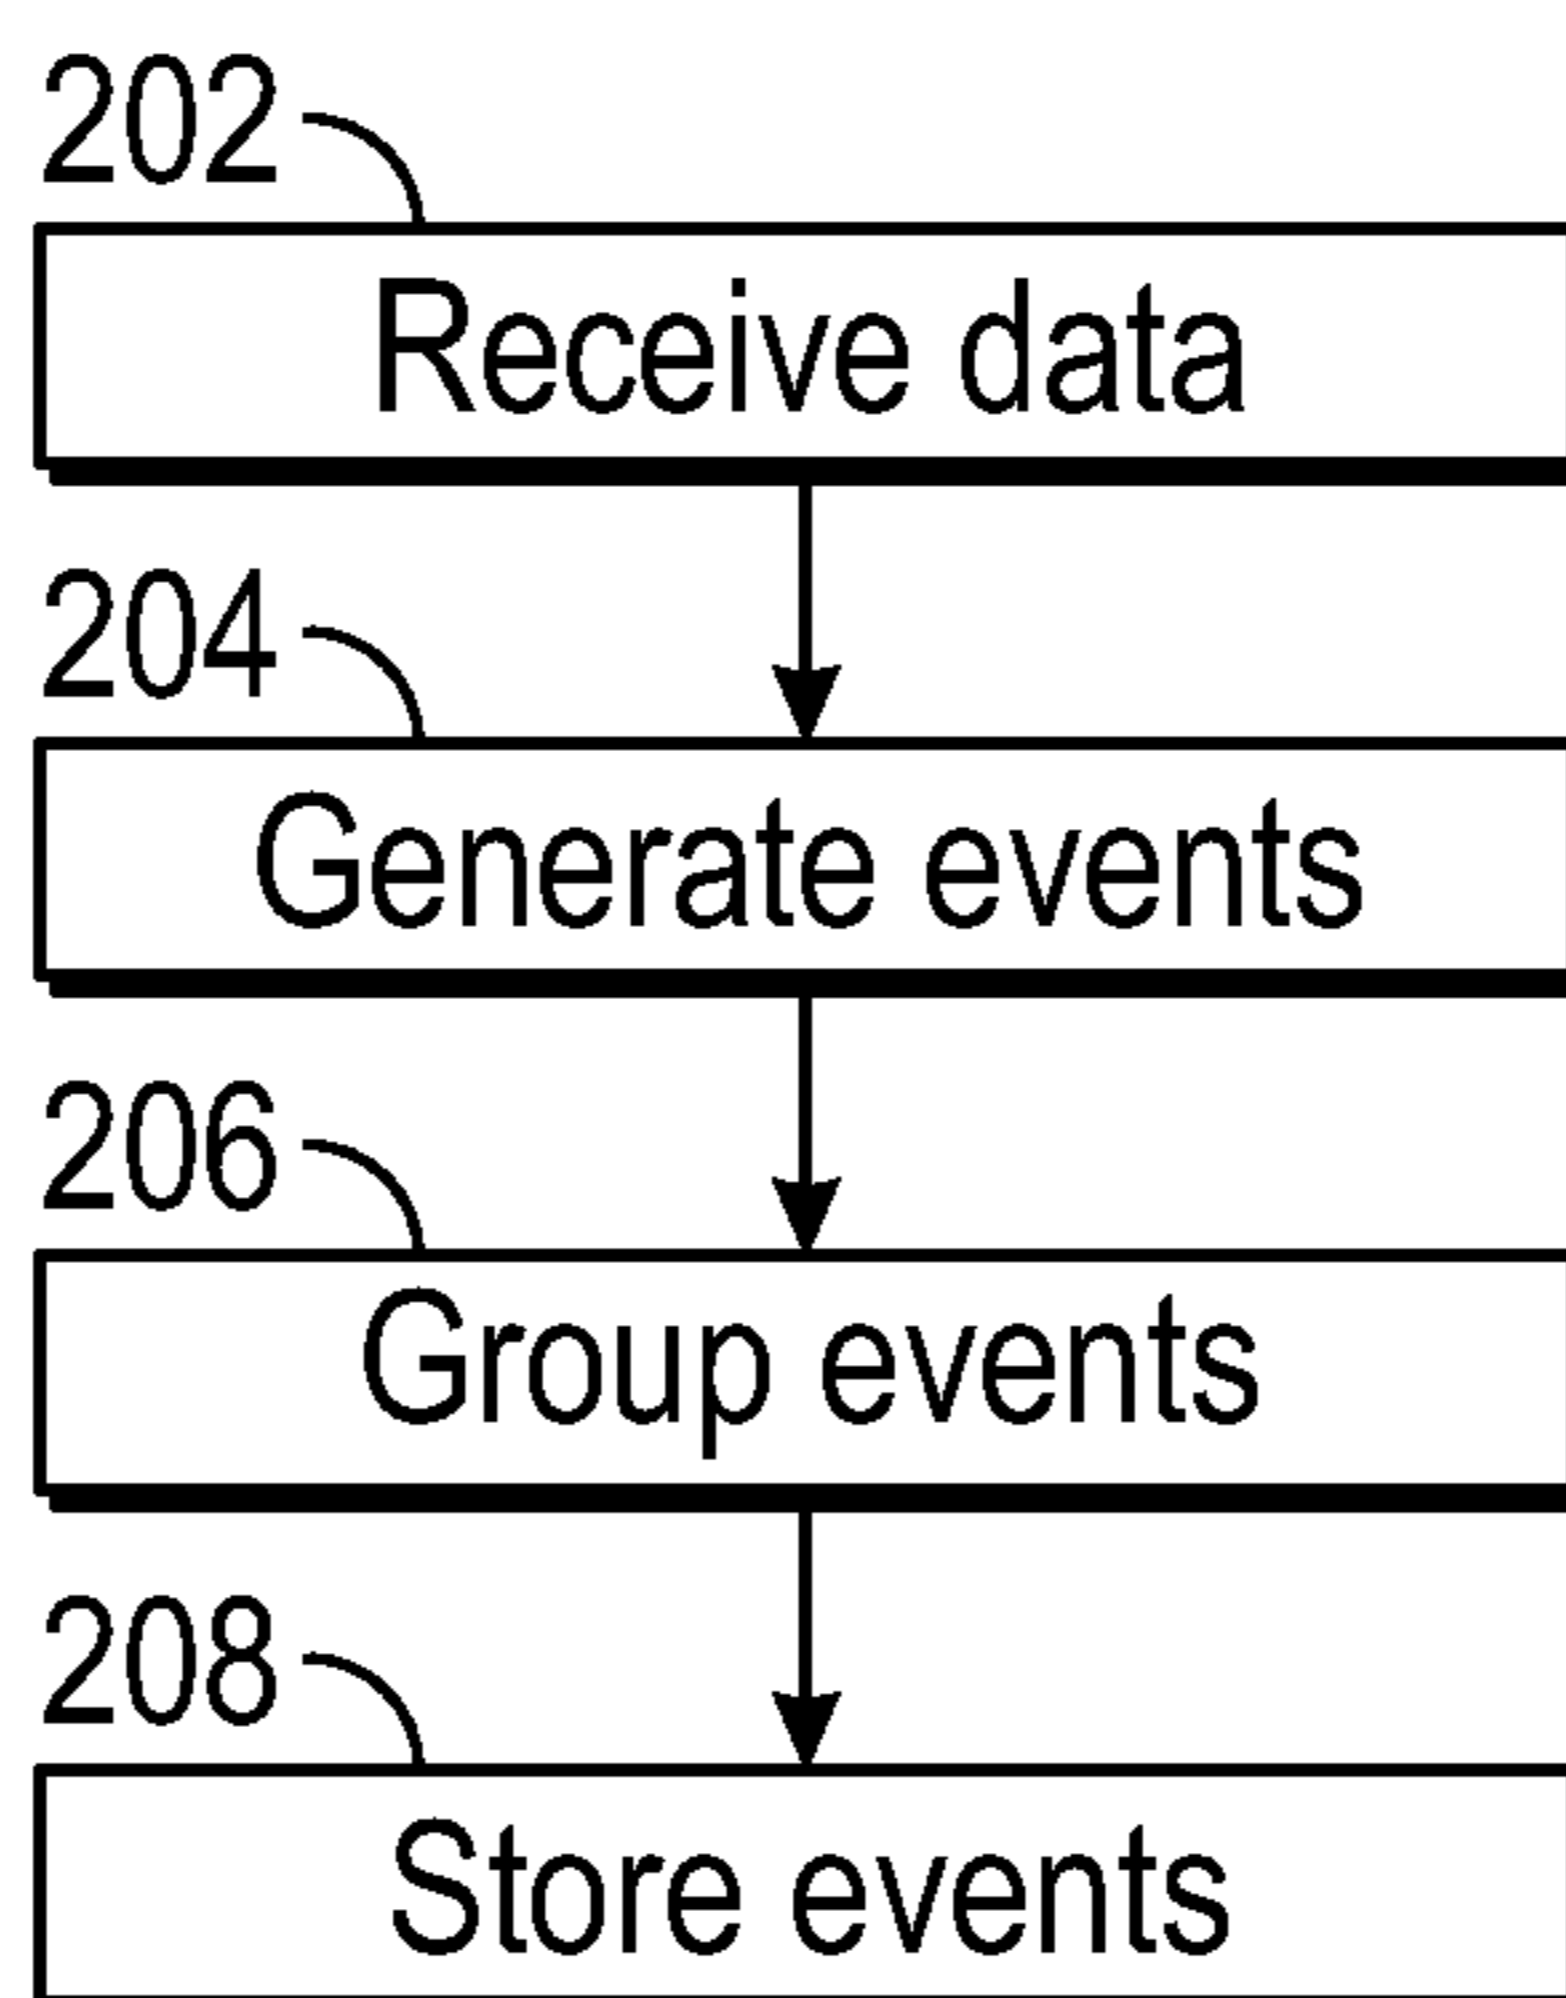 202
Receive data
204
Generate events
206
Group events
208
Store events